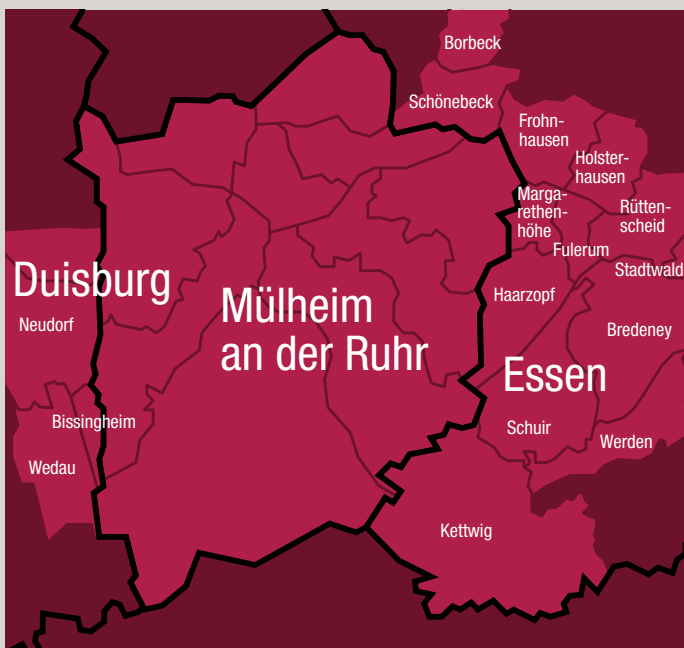 Borbeck
Schönebeck
Frohn-
hausen
Holster-
hausen
Marga-
rethen-
höhe
Rütten-
scheid
Fulerum
Stadtwald
Duisburg
Haarzopf
Mülheim
an der Ruhr
Neudorf
Bredeney
Essen
Bissingheim
Schuir
Werden
Wedau
Kettwig